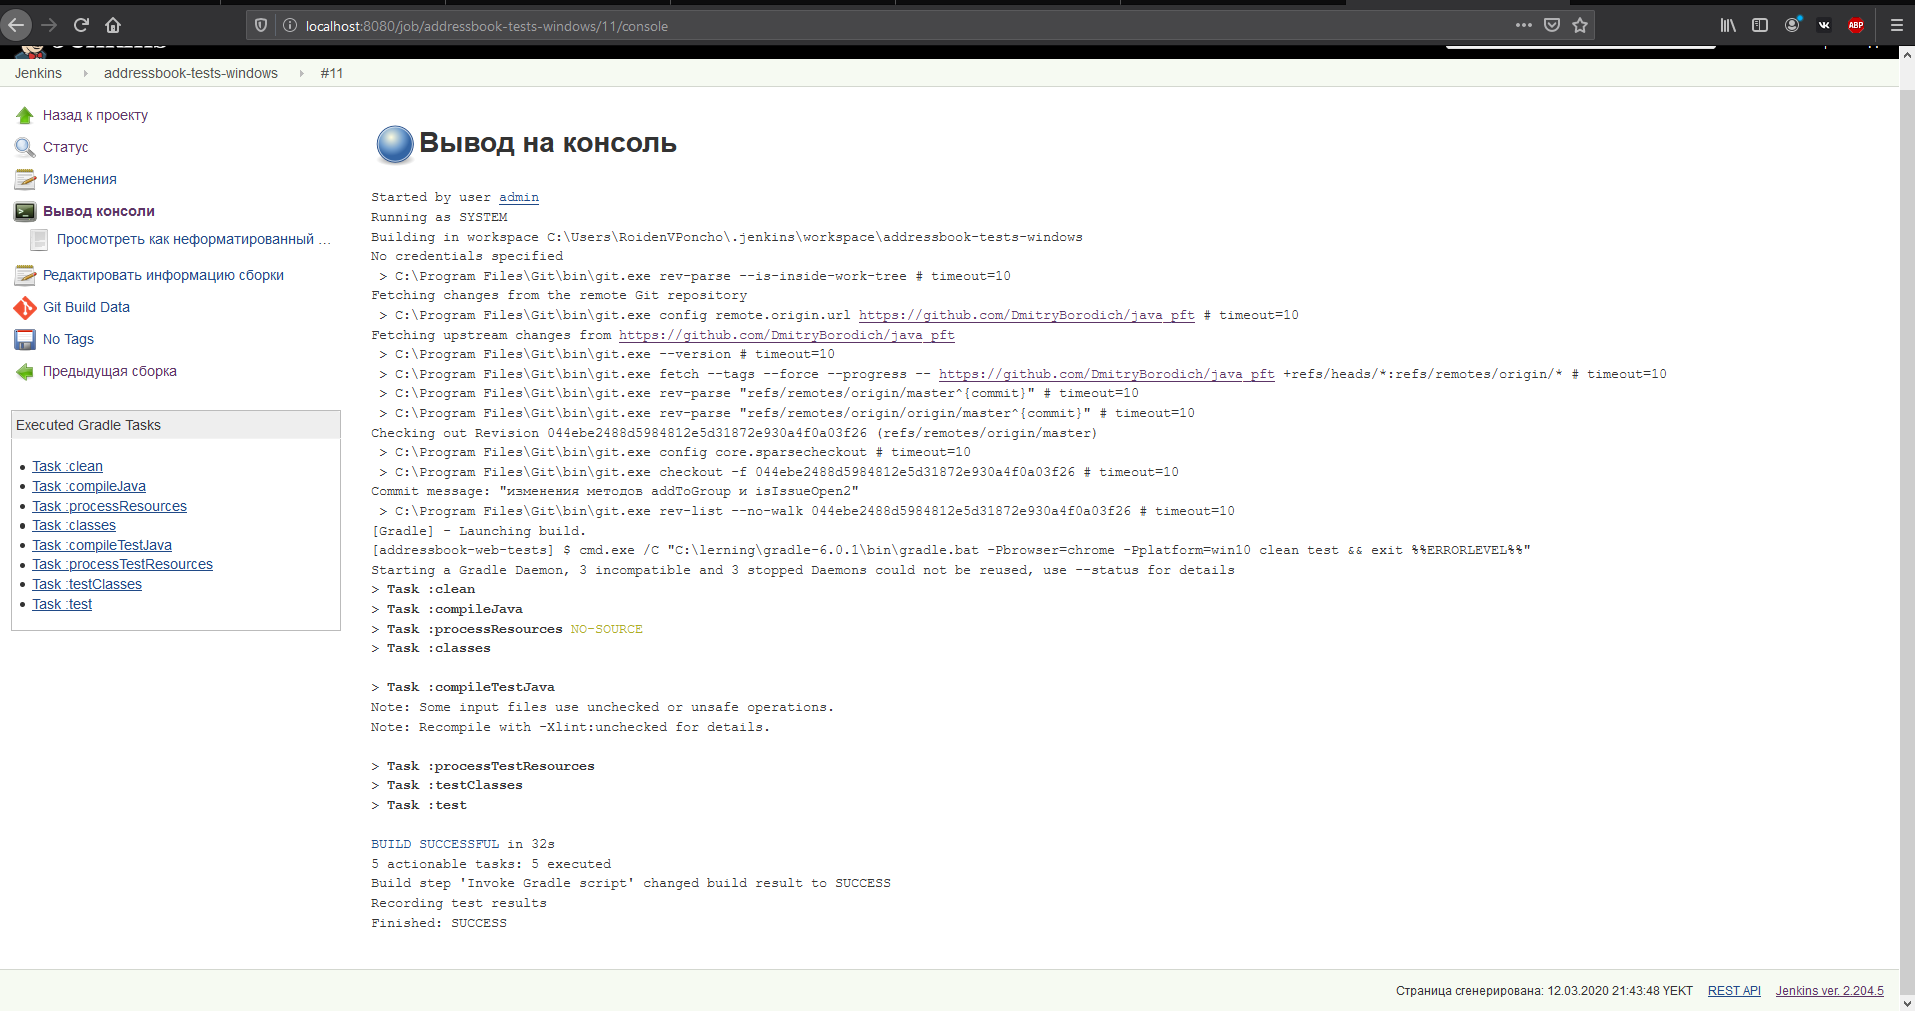 localhost:8080/job/addressbook-tests-windows/11/console
ABP
Jenkins
Jenkins addressbook-tests-windows #11
Назад к проекту
Статус
Изменения
Вывод консоли
Просмотреть как неформатированный ...
Редактировать информацию сборки
Git Build Data
No Tags
Предыдущая сборка
Executed Gradle Tasks
Task :clean
Task :compileJava
Task :processResources
Task :classes
Task :compileTestJava
Task :processTestResources
Task :testClasses
Task :test
Вывод на консоль
Started by user admin
Running as SYSTEM
Building in workspace C:\Users\RoidenVPoncho\.jenkins\workspace\addressbook-tests-windows
No credentials specified
> C:\Program Files\Git\bin\git.exe rev-parse --is-inside-work-tree # timeout=10
Fetching changes from the remote Git repository
> C:\Program Files\Git\bin\git.exe config remote.origin.url https://github.com/DmitryBorodich/java_pft # timeout=10
Fetching upstream changes from https://github.com/DmitryBorodich/java_pft
> C:\Program Files\Git\bin\git.exe --version # timeout=10
> C:\Program Files\Git\bin\git.exe fetch --tags --force --progress -- https://github.com/DmitryBorodich/java_pft +refs/heads/*:refs/remotes/origin/* # timeout=10
> C:\Program Files\Git\bin\git.exe rev-parse "refs/remotes/origin/master^{commit}" # timeout=10
> C:\Program Files\Git\bin\git.exe rev-parse "refs/remotes/origin/origin/master^{commit}" # timeout=10
Checking out Revision 044ebe2488d5984812e5d31872e930a4f0a03f26 (refs/remotes/origin/master)
> C:\Program Files\Git\bin\git.exe config core.sparsecheckout # timeout=10
> C:\Program Files\Git\bin\git.exe checkout -f 044ebe2488d5984812e5d31872e930a4f0a03f26 # timeout=10
Commit message: "изменения методов addToGroup и isIssueOpen2"
> C:\Program Files\Git\bin\git.exe rev-list --no-walk 044ebe2488d5984812e5d31872e930a4f0a03f26 # timeout=10
[Gradle] - Launching build.
[addressbook-web-tests] $ cmd.exe /C "C:\lerning\gradle-6.0.1\bin\gradle.bat -Pbrowser=chrome -Pplatform=win10 clean test && exit %%ERRORLEVEL%%"
Starting a Gradle Daemon, 3 incompatible and 3 stopped Daemons could not be reused, use --status for details
> Task :clean
> Task :compileJava
> Task :processResources NO-SOURCE
> Task :classes
> Task :compileTestJava
Note: Some input files use unchecked or unsafe operations.
Note: Recompile with -Xlint:unchecked for details.
> Task :processTestResources
> Task :testClasses
> Task :test
BUILD SUCCESSFUL in 32s
5 actionable tasks: 5 executed
Build step 'Invoke Gradle script' changed build result to SUCCESS
Recording test results
Finished: SUCCESS
Страница сгенерирована: 12.03.2020 21:43:48 YEKT REST API Jenkins ver. 2.204.5